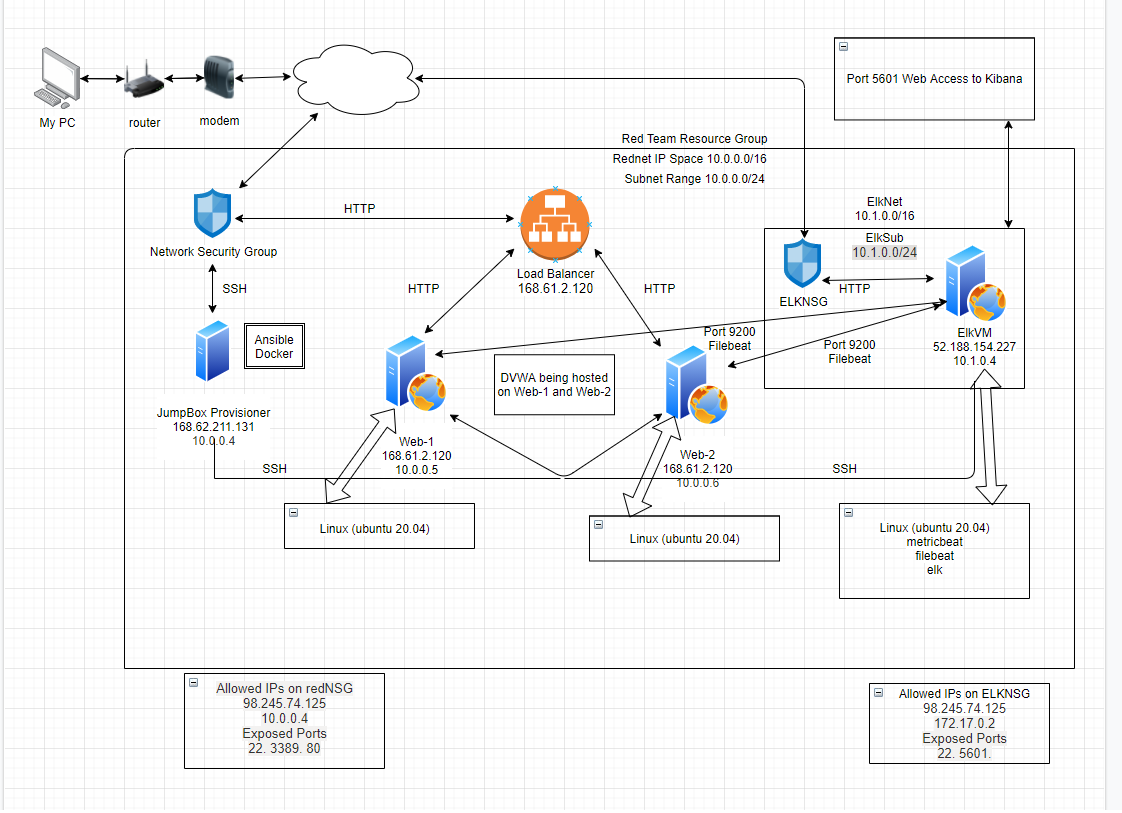 My PC
router
modem
Port 5601 Web Access to Kibana
Red Team Resource Group
Rednet IP Space 10.0.0.0/16
Subnet Range 10.0.0.0/24
Network Security Group
HTTP
Load Balancer
168.61.2.120
ElkNet
10.1.0.0/16
ElkSub
10.1.0.0/24
ELKNSG
HTTP
ElkVM
52.188.154.227
10.1.0.4
SSH
HTTP
HTTP
Ansible
Docker
Port 9200
Filebeat
Port 9200
Filebeat
DVWA being hosted
on Web-1 and Web-2
JumpBox Provisioner
168.62.211.131
10.0.0.4
Web-1
168.61.2.120
10.0.0.5
Web-2
168.61.2.120
10.0.0.6
SSH
SSH
Linux (ubuntu 20.04)
Linux (ubuntu 20.04)
Linux (ubuntu 20.04)
metricbeat
filebeat
elk
Allowed IPs on redNSG
98.245.74.125
10.0.0.4
Exposed Ports
22. 3389. 80
Allowed IPs on ELKNSG
98.245.74.125
172.17.0.2
Exposed Ports
22. 5601.